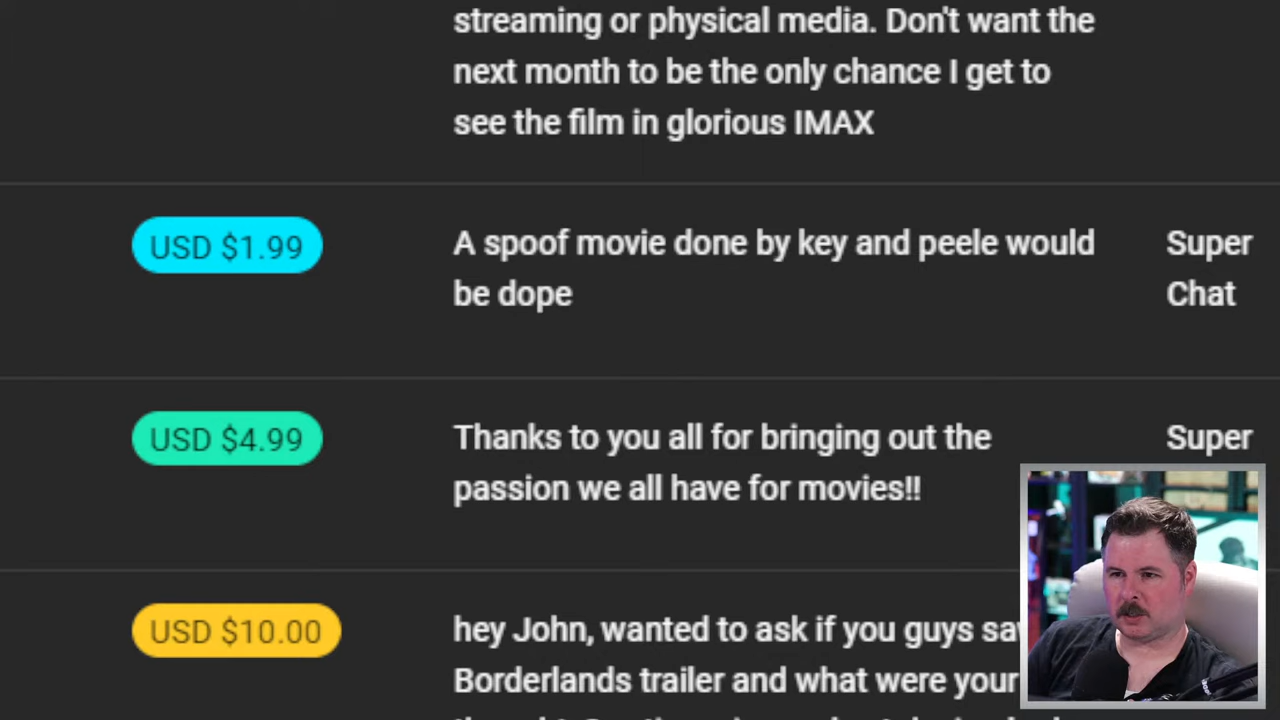 streaming or physical media. Don't want the
next month to be the only chance I get to
see the film in glorious IMAX
USD $1.99
A spoof movie done by key and peele would
be dope
Super
Chat
USD $4.99
Thanks to you all for bringing out the
passion we all have for movies!!
Super
USD $10.00
hey John, wanted to ask if you guys
Borderlands trailer and what were your